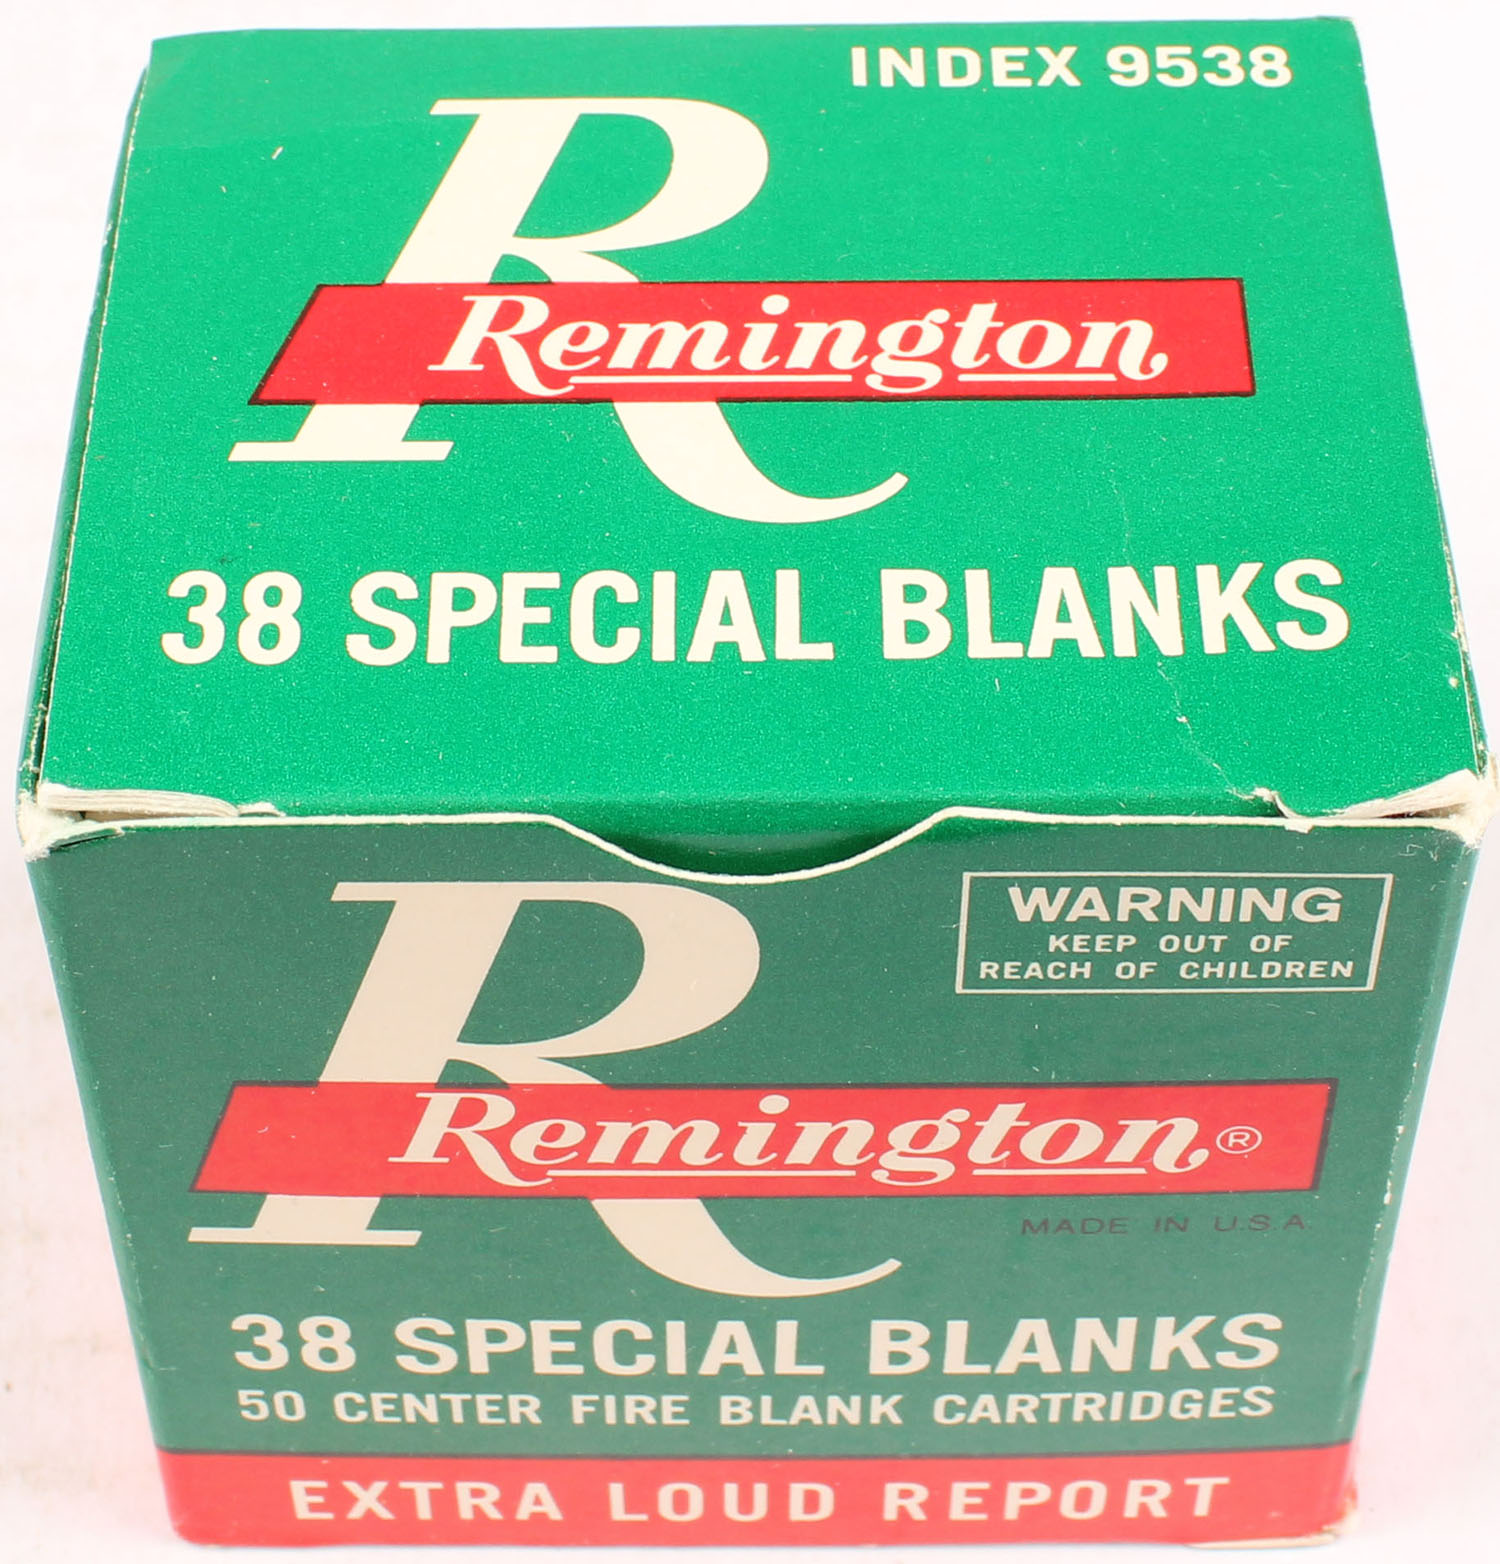 INDEX 9538
R
Remington
38 SPECIAL BLANKS
WARNING
KEEP OUT OF
REACH OF CHILDREN
R
Remington®
MADE IN U.S.A.
38 SPECIAL BLANKS
50 CENTER FIRE BLANK CARTRIDGES
EXTRA LOUD REPORT